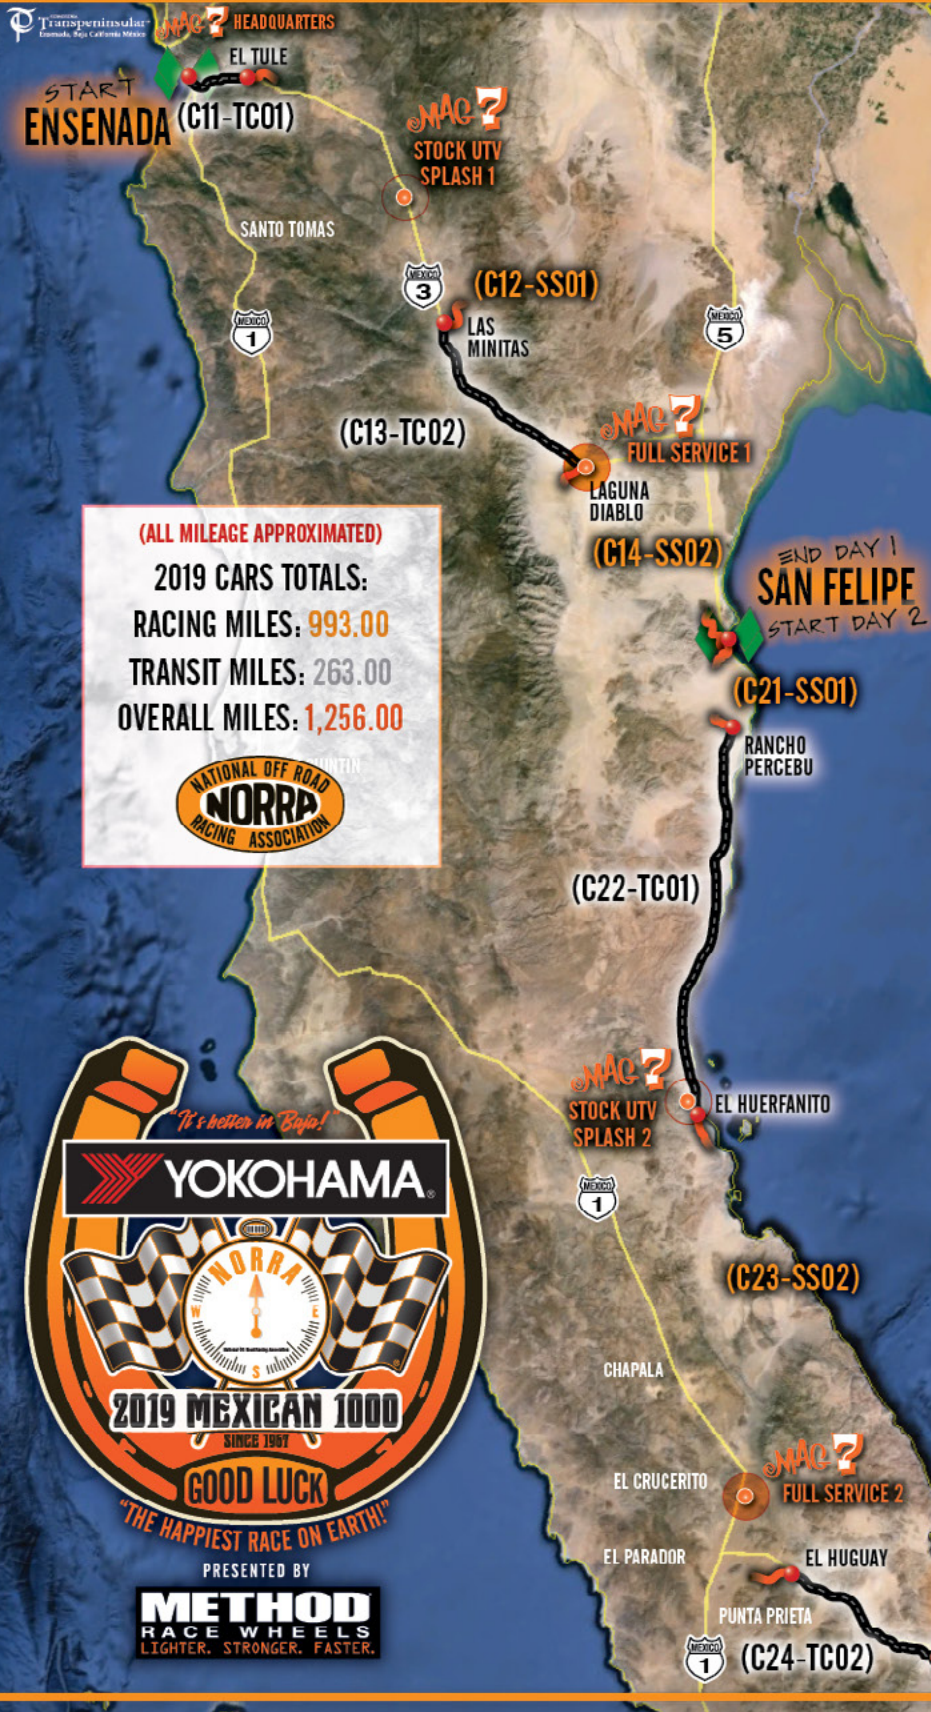 Transpeninsular
Ensenada, Baja California México
MAG 7 HEADQUARTERS
EL TULE
START
ENSENADA
(C11-TC01)
MAG 7
STOCK UTV
SPLASH 1
SANTO TOMAS
MEXICO
3
(C12-SS01)
LAS
MINITAS
MEXICO
1
MEXICO
5
(C13-TC02)
MAG 7
FULL SERVICE 1
LAGUNA
DIABLO
(C14-SS02)
END DAY 1
SAN FELIPE
START DAY 2
(ALL MILEAGE APPROXIMATED)
2019 CARS TOTALS:
RACING MILES: 993.00
TRANSIT MILES: 263.00
OVERALL MILES: 1,256.00
NATIONAL OFF ROAD
NORRA
RACING ASSOCIATION
(C21-SS01)
RANCHO
PERCEBU
(C22-TC01)
MAG 7
STOCK UTV
SPLASH 2
EL HUERFANITO
"It's better in Baja!"
YOKOHAMA®
NORRA
W
E
S
2019 MEXICAN 1000
SINCE 1967
GOOD LUCK
"THE HAPPIEST RACE ON EARTH!"
PRESENTED BY
METHOD
RACE WHEELS
LIGHTER. STRONGER. FASTER.
MEXICO
1
(C23-SS02)
CHAPALA
EL CRUCERITO
MAG 7
FULL SERVICE 2
EL PARADOR
EL HUGUAY
PUNTA PRIETA
MEXICO
1
(C24-TC02)